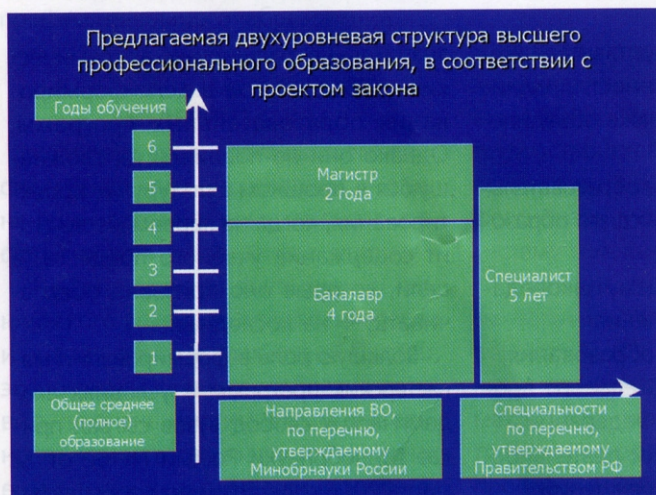 Предлагаемая двухуровневая структура высшего
профессионального образования, в соответствии с
проектом закона
Годы обучения
6
5
4
3
2
1
Магистр
2 года
Бакалавр
4 года
Специалист
5 лет
Общее среднее
(полное)
образование
Направления ВО,
по перечню,
утверждаемому
Минобрнауки России
Специальности
по перечню,
утверждаемому
Правительством РФ